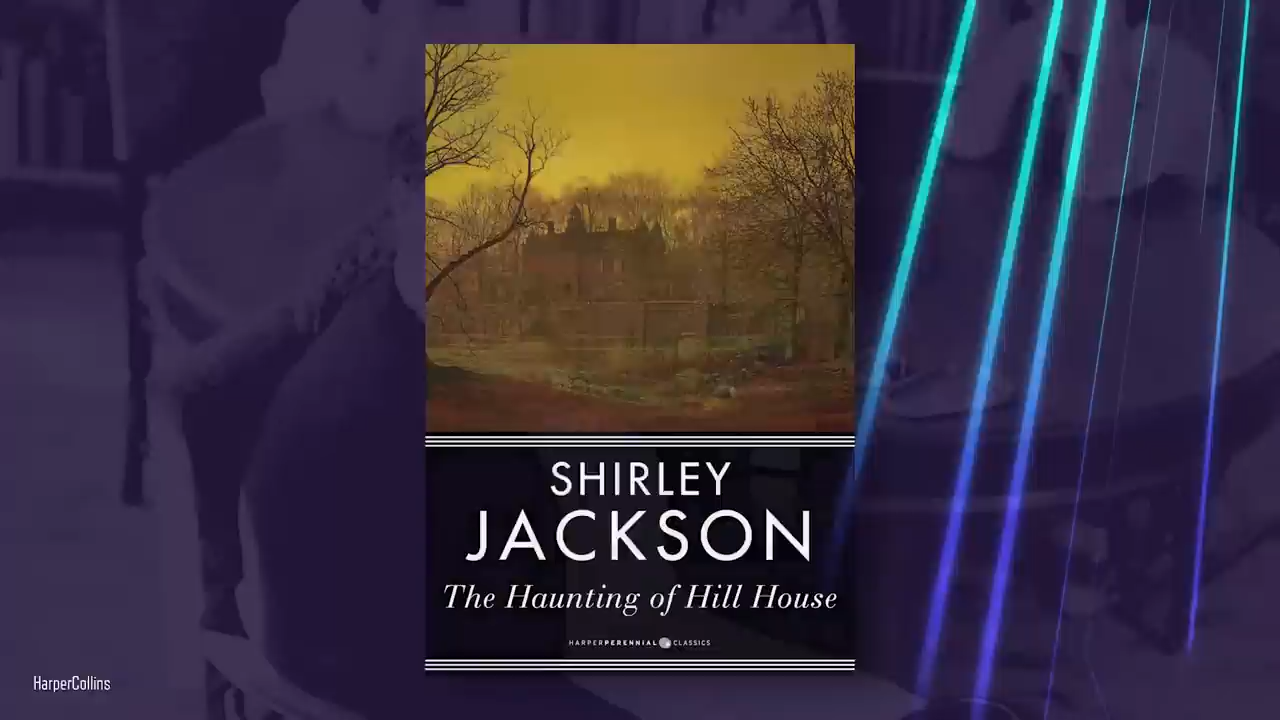 SHIRLEY
JACKSON
The Haunting of Hill House
HARPERPERENNIAL CLASSICS
HarperCollins